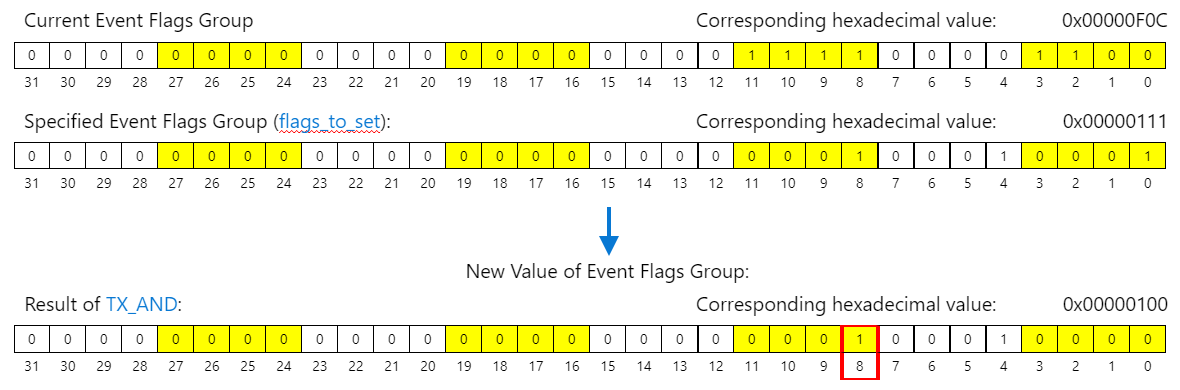 Current Event Flags Group Corresponding hexadecimal value: 0x00000F0C
0 0 0 0 0 0 0 0 0 0 0 0 0 0 0 0 0 0 0 0 1 1 1 1 0 0 0 0 1 1 0 0
31 30 29 28 27 26 25 24 23 22 21 20 19 18 17 16 15 14 13 12 11 10 9 8 7 6 5 4 3 2 1 0
Specified Event Flags Group (flags_to_set): Corresponding hexadecimal value: 0x00000111
0 0 0 0 0 0 0 0 0 0 0 0 0 0 0 0 0 0 0 0 0 0 0 1 0 0 0 1 0 0 0 1
31 30 29 28 27 26 25 24 23 22 21 20 19 18 17 16 15 14 13 12 11 10 9 8 7 6 5 4 3 2 1 0
New Value of Event Flags Group:
Result of TX_AND: Corresponding hexadecimal value: 0x00000100
0 0 0 0 0 0 0 0 0 0 0 0 0 0 0 0 0 0 0 0 0 0 0 1 0 0 0 1 0 0 0 0
31 30 29 28 27 26 25 24 23 22 21 20 19 18 17 16 15 14 13 12 11 10 9 8 7 6 5 4 3 2 1 0